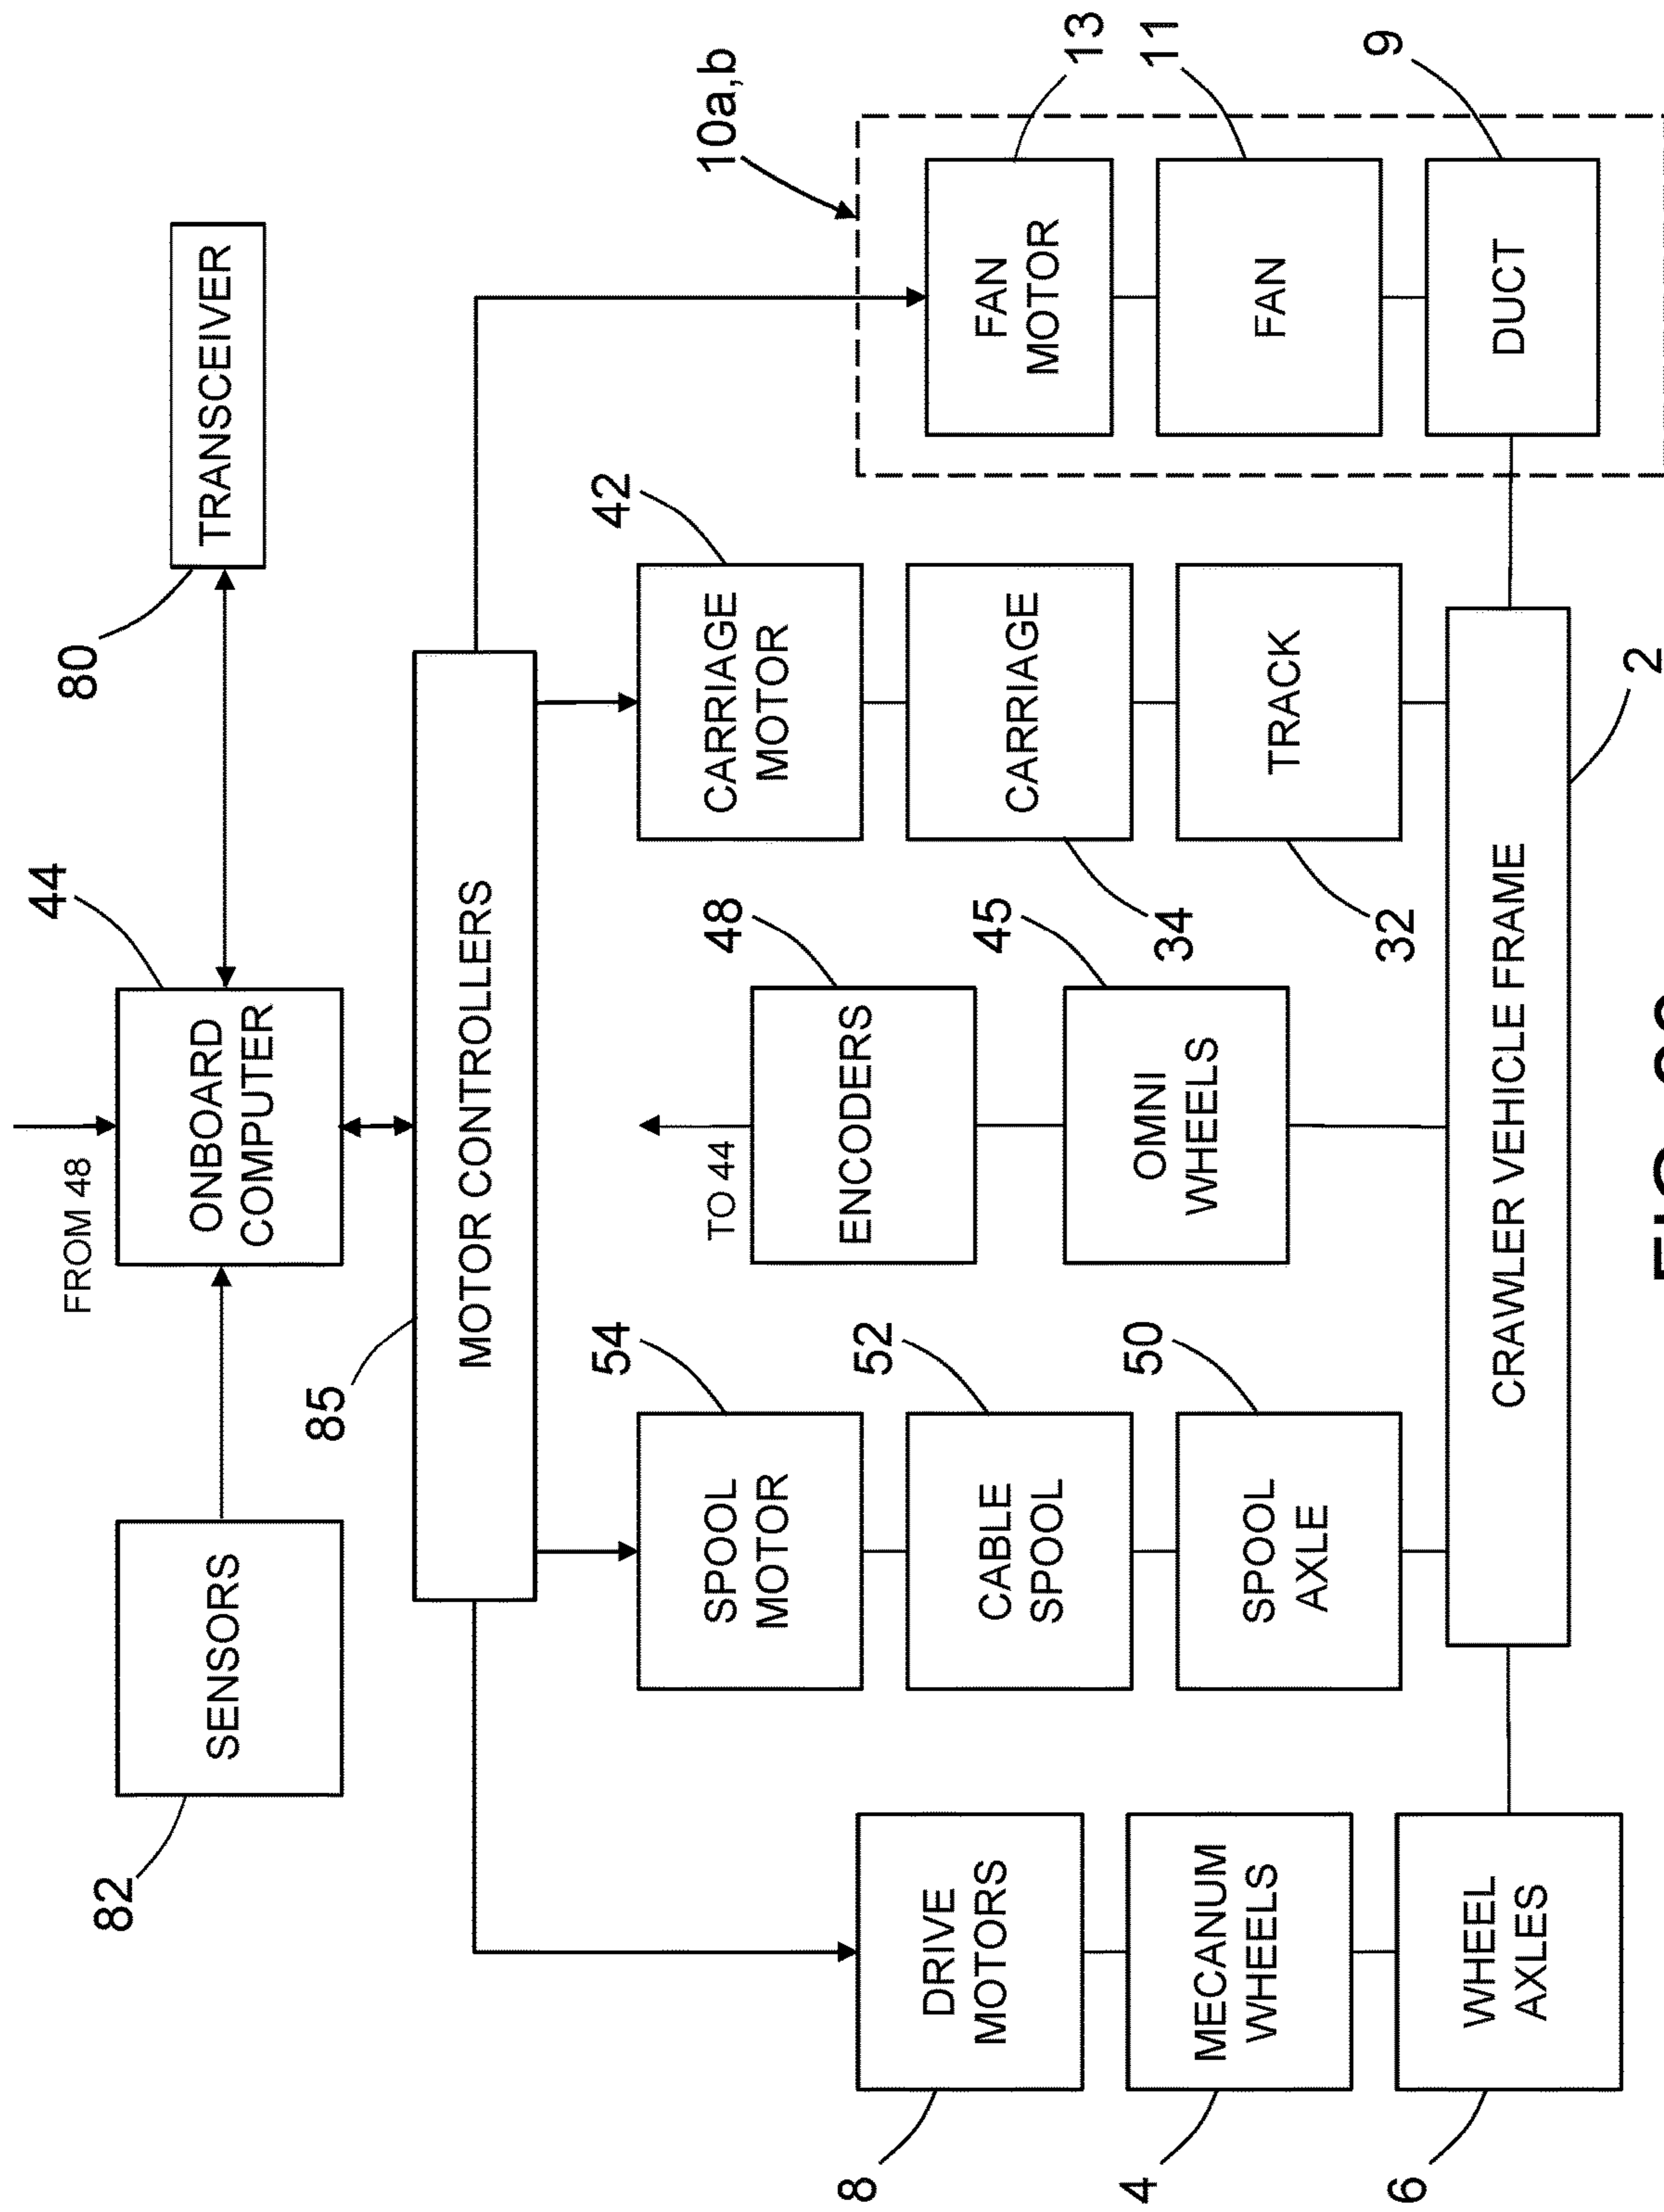 FROM 48
44
80
82
SENSORS
ONBOARD
COMPUTER
TRANSCEIVER
85
MOTOR CONTROLLERS
10a,b
54
SPOOL
MOTOR
TO 44
48
42
CARRIAGE
MOTOR
13
8
DRIVE
MOTORS
52
CABLE
SPOOL
ENCODERS
CARRIAGE
34
FAN
MOTOR
11
4
MECANUM
WHEELS
50
SPOOL
AXLE
45
OMNI
WHEELS
TRACK
32
FAN
9
6
WHEEL
AXLES
CRAWLER VEHICLE FRAME
2
DUCT